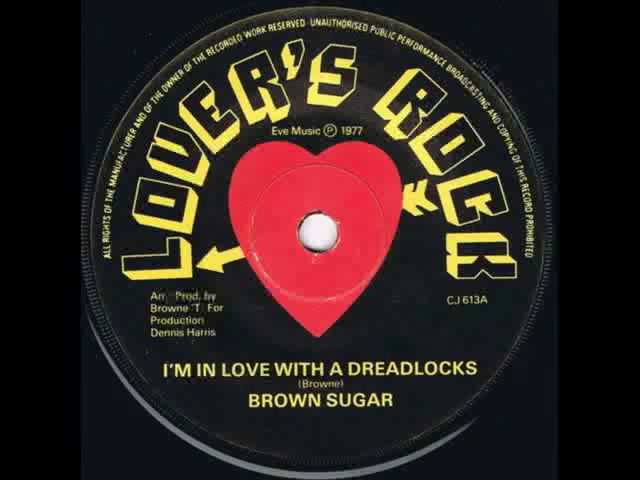 ALL RIGHTS OF THE MANUFACTURER AND OF THE OWNER OF THE RECORDED WORK RESERVED · UNAUTHORISED PUBLIC PERFORMANCE BROADCASTING AND COPYING OF THIS RECORD PROHIBITED
LOVER'S ROCK
Eve Music ℗ 1977
CJ 613A
Arr Prod. by
Browne 'T' For
Production
Dennis Harris
I'M IN LOVE WITH A DREADLOCKS
(Browne)
BROWN SUGAR